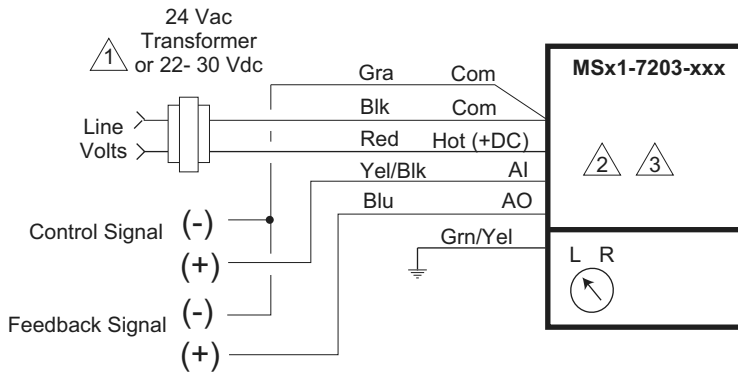 24 Vac
Transformer
or 22- 30 Vdc
1
MSx1-7203-xxx
Gra Com
Blk Com
Line
Volts
Red Hot (+DC)
2 3
Yel/Blk AI
Blu AO
Control Signal (-)
(+)
Grn/Yel
L R
Feedback Signal (-)
(+)